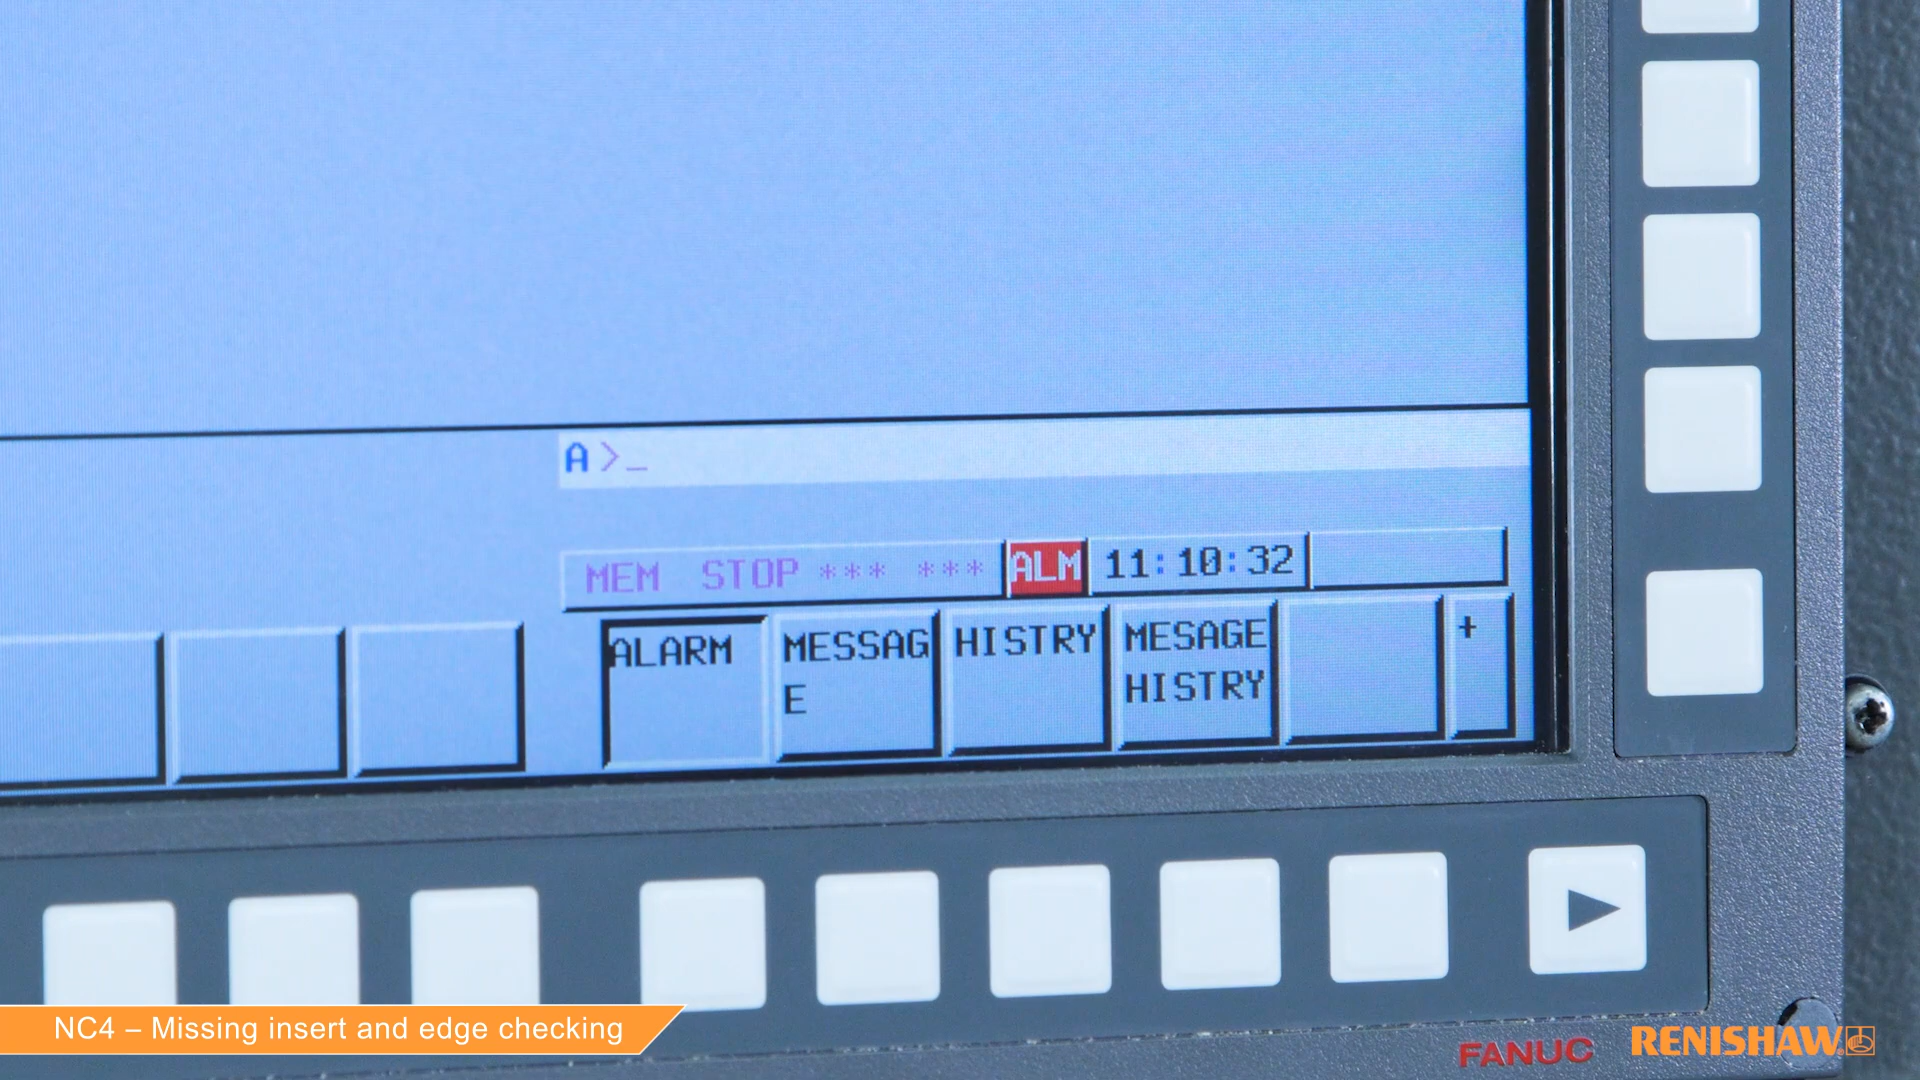 A>_
MEM STOP *** *** ALM 11:10:32
ALARM MESSAG HISTRY MESAGE +
E HISTRY
NC4 – Missing insert and edge checking
FANUC RENISHAW